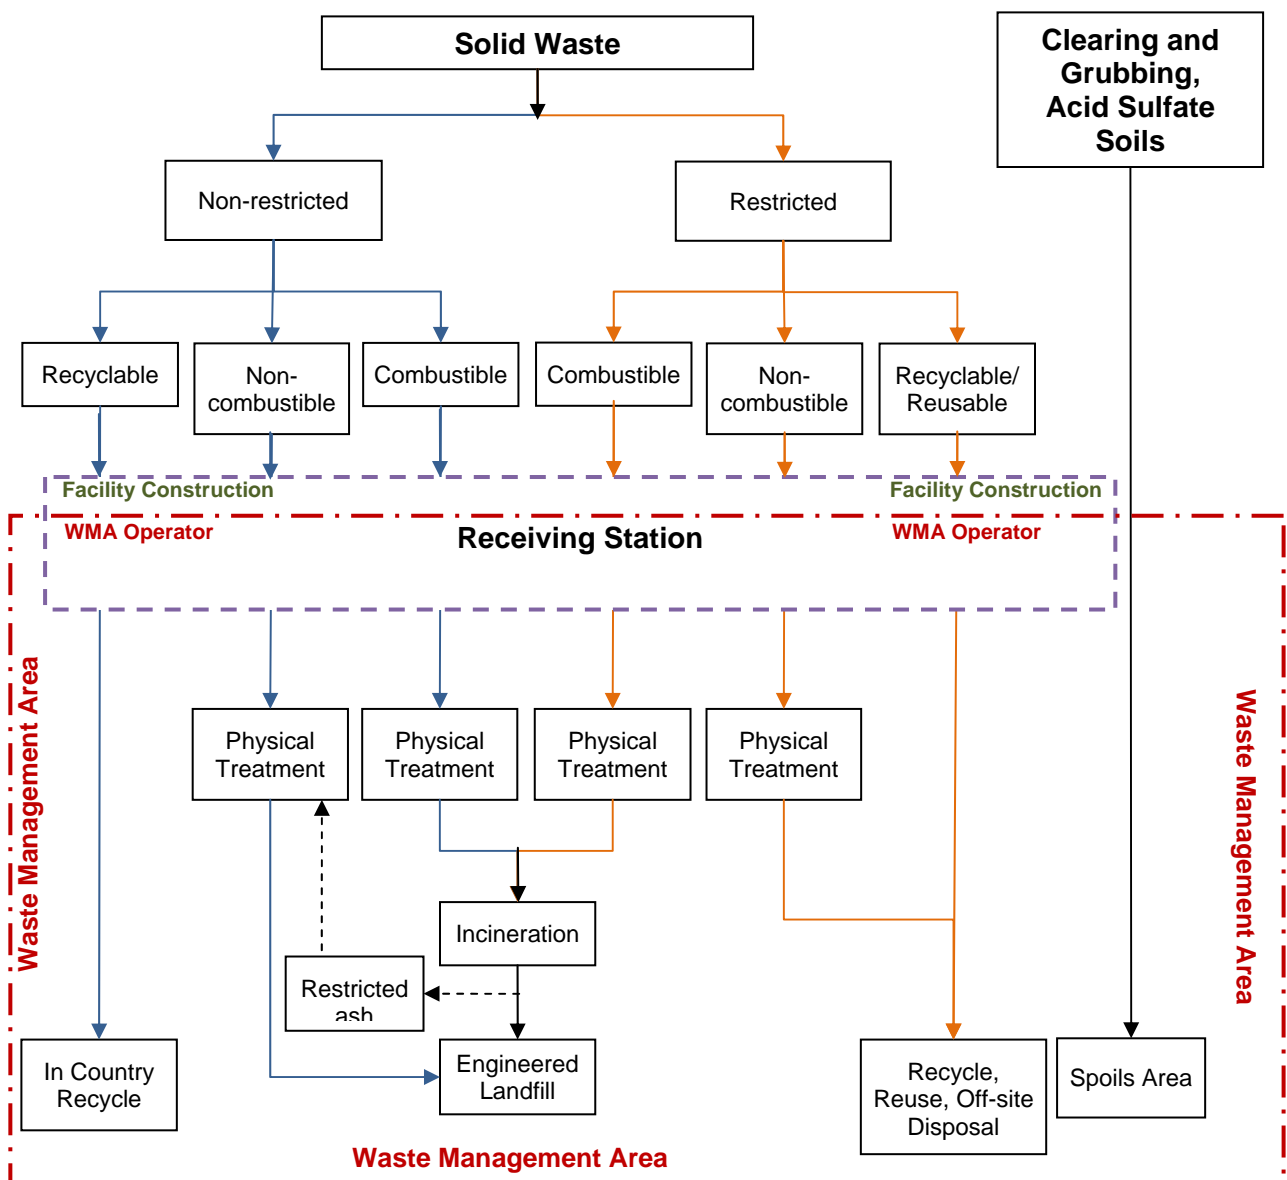 Solid Waste
Clearing and
Grubbing,
Acid Sulfate
Soils
Non-restricted
Restricted
Recyclable
Non-
combustible
Combustible
Combustible
Non-
combustible
Recyclable/
Reusable
Facility Construction
Facility Construction
WMA Operator
Receiving Station
WMA Operator
Waste Management Area
Waste Management Area
Physical
Treatment
Physical
Treatment
Physical
Treatment
Physical
Treatment
Incineration
Restricted
ash
In Country
Recycle
Engineered
Landfill
Recycle,
Reuse, Off-site
Disposal
Spoils Area
Waste Management Area